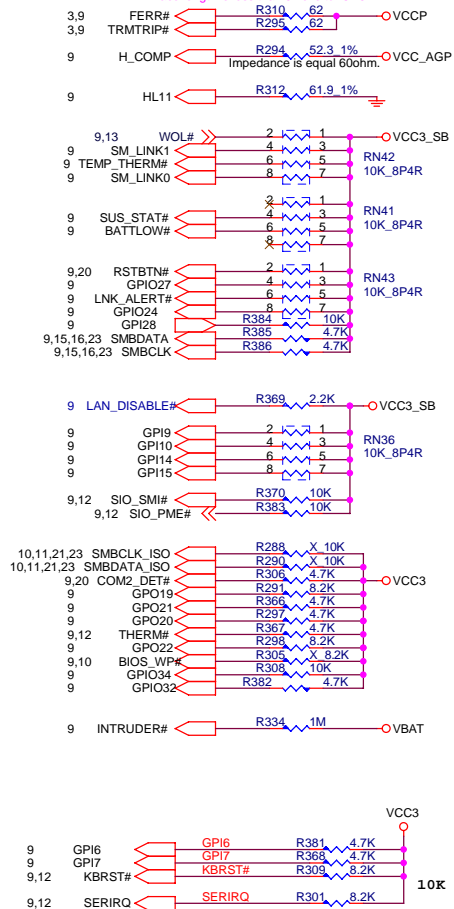 3,9 FERR# R310 62 VCCP
3,9 TRMTRIP# R295 62
9 H_COMP R294 52.3_1% VCC_AGP
Impedance is equal 60ohm.
9 HL11 R312 61.9_1%
9,13 WOL# 2 1 VCC3_SB
9 SM_LINK1 4 3 RN42
9 TEMP_THERM# 6 5 10K_8P4R
9 SM_LINK0 8 7
2 1
9 SUS_STAT# 4 3 RN41
9 BATTLOW# 6 5 10K_8P4R
8 7
9,20 RSTBTN# 2 1
9 GPIO27 4 3 RN43
9 LNK_ALERT# 6 5 10K_8P4R
9 GPIO24 8 7
9 GPI28 R384 10K
9,15,16,23 SMBDATA R385 4.7K
9,15,16,23 SMBCLK R386 4.7K
9 LAN_DISABLE# R369 2.2K VCC3_SB
9 GPI9 2 1
9 GPI10 4 3 RN36
9 GPI14 6 5 10K_8P4R
9 GPI15 8 7
9,12 SIO_SMI# R370 10K
9,12 SIO_PME# R383 10K
10,11,21,23 SMBCLK_ISO R288 X_10K
10,11,21,23 SMBDATA_ISO R290 X_10K
9,20 COM2_DET# R306 4.7K VCC3
9 GPO19 R291 8.2K
9 GPO21 R366 4.7K
9 GPO20 R297 4.7K
9,12 THERM# R367 4.7K
9 GPO22 R298 8.2K
9,10 BIOS_WP# R305 X_8.2K
9 GPIO34 R308 10K
9 GPIO32 R382 4.7K
9 INTRUDER# R334 1M VBAT
VCC3
9 GPI6 GPI6 R381 4.7K
9 GPI7 GPI7 R368 4.7K
9,12 KBRST# KBRST# R309 8.2K
10K
9,12 SERIRQ SERIRQ R301 8.2K